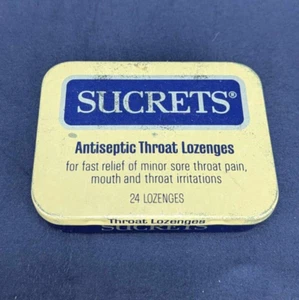 SUCRETS®
Antiseptic Throat Lozenges
for fast relief of minor sore throat pain,
mouth and throat irritations
24 LOZENGES
Throat Lozenges
SUCRETS